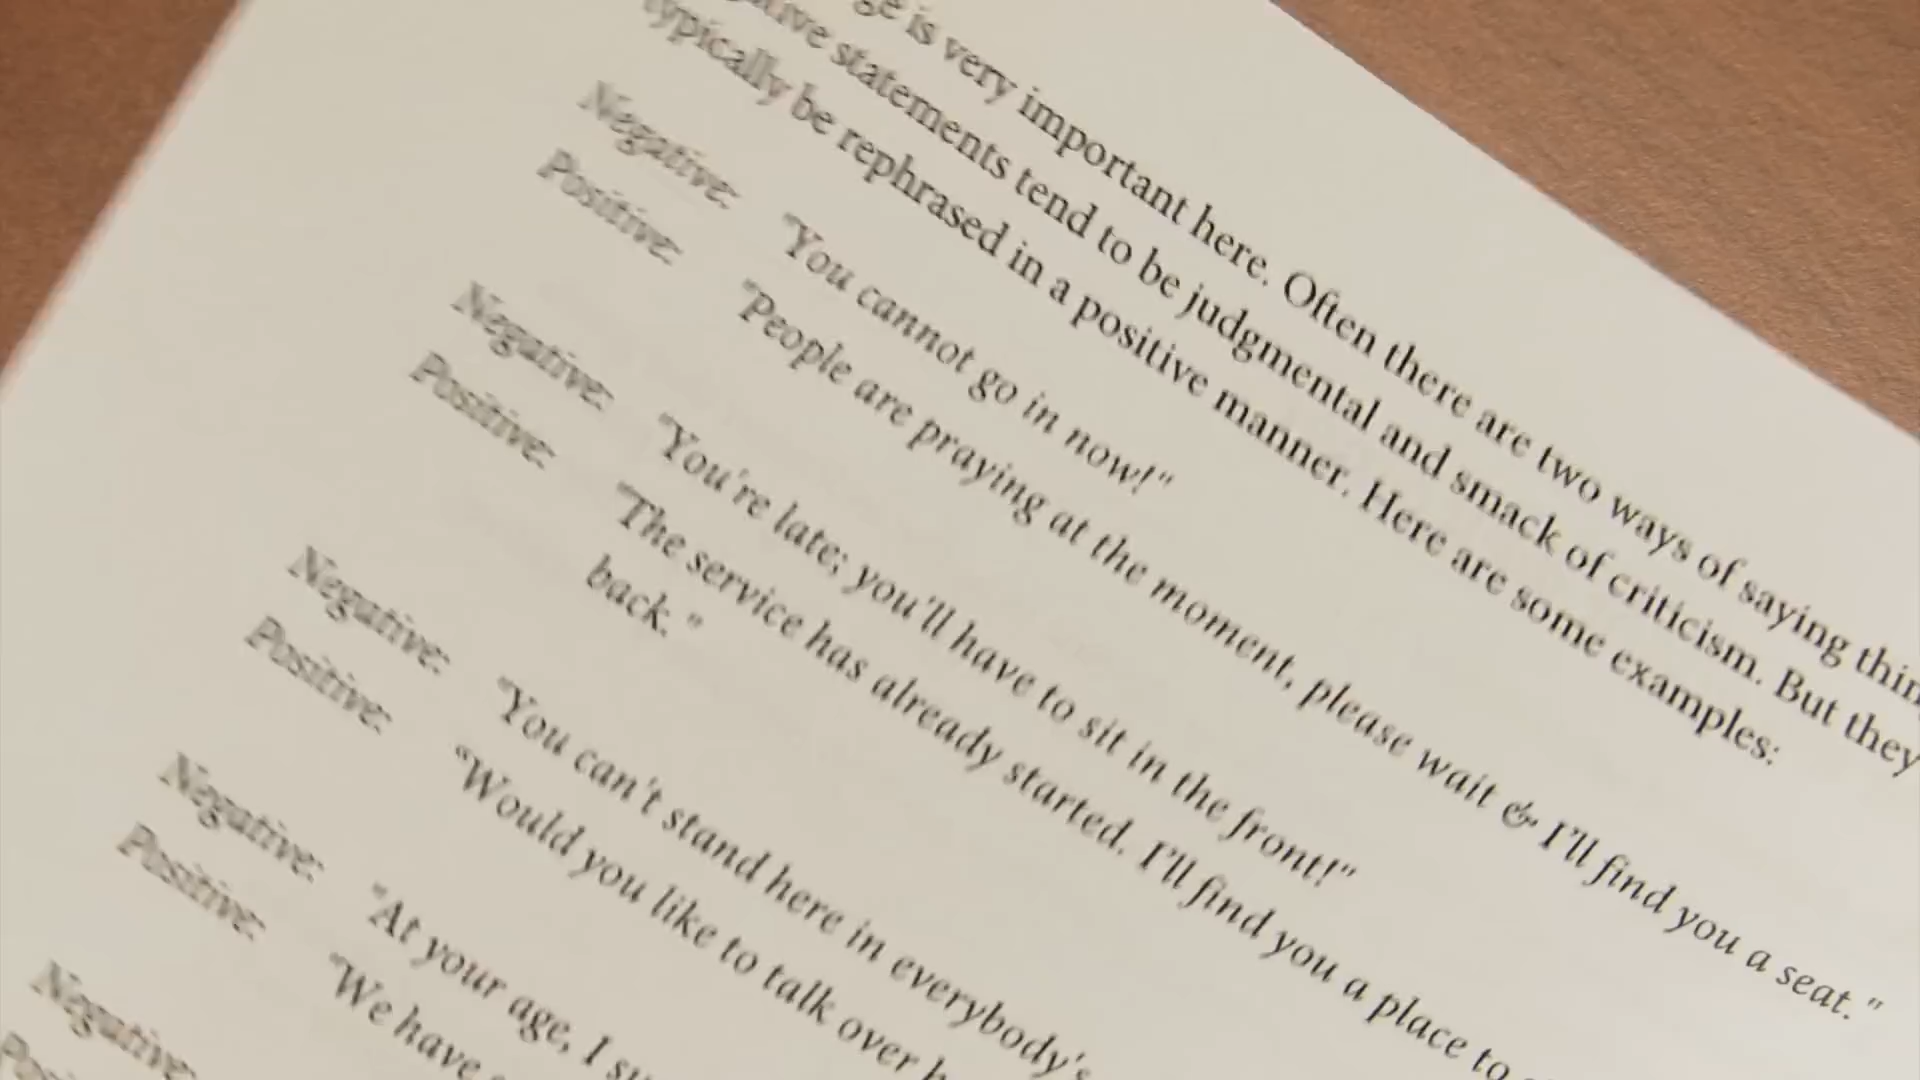 is very important here. Often there are two ways of saying
statements tend to be judgmental and smack of criticism. But they
typically be rephrased in a positive manner. Here are some examples:
Negative: "You cannot go in now!"
Positive: "People are praying at the moment, please wait & I'll find you a seat."
Negative: "You're late; you'll have to sit in the front!"
Positive: "The service has already started. I'll find you a place to
back."
Negative: "You can't stand here in everybody's
Positive: "Would you like to talk over
Negative: "At your age, I
Positive: "We have
Negative:
Positive: